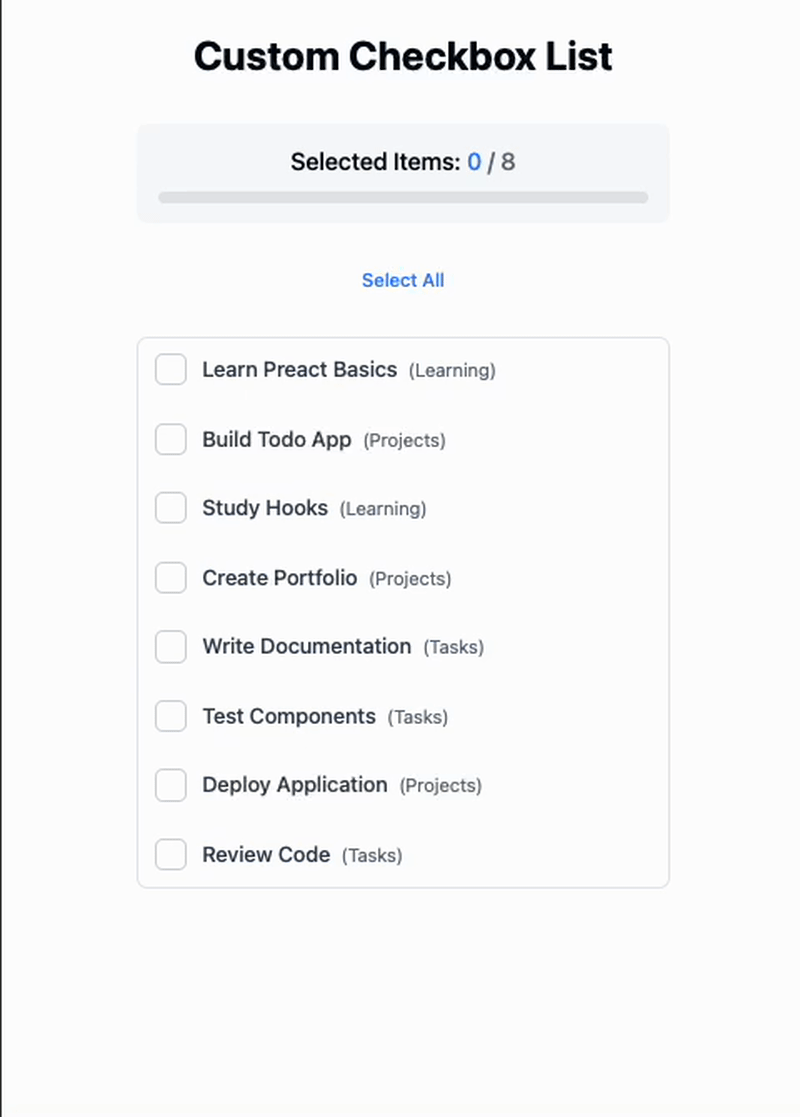 Custom Checkbox List
Selected Items: 0 / 8
Select All
Learn Preact Basics (Learning)
Build Todo App (Projects)
Study Hooks (Learning)
Create Portfolio (Projects)
Write Documentation (Tasks)
Test Components (Tasks)
Deploy Application (Projects)
Review Code (Tasks)